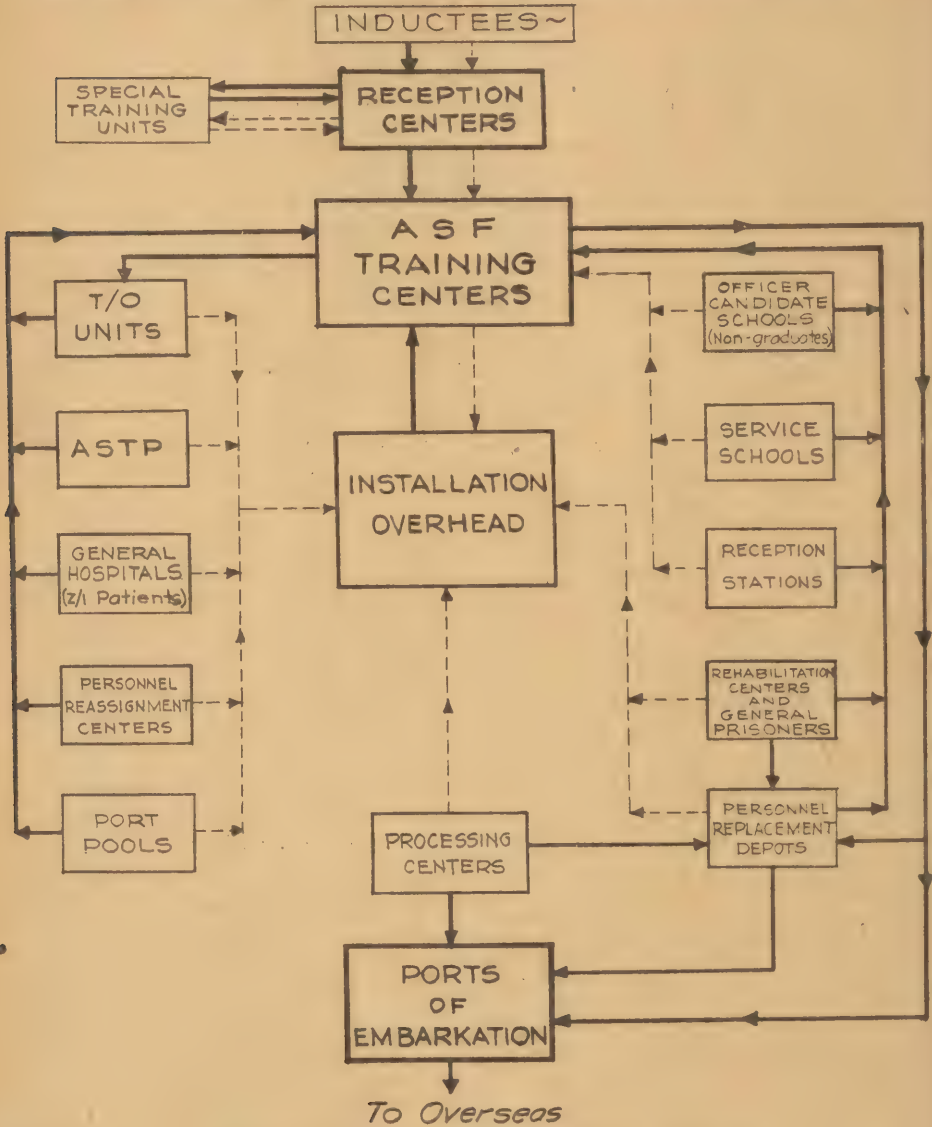 INDUCTEES~
RECEPTION
CENTERS
SPECIAL
TRAINING
UNITS
A S F
TRAINING
CENTERS
T/O
UNITS
ASTP
GENERAL
HOSPITALS
(Z/I Patients)
PERSONNEL
REASSIGNMENT
CENTERS
PORT
POOLS
INSTALLATION
OVERHEAD
OFFICER
CANDIDATE
SCHOOLS
(Non-graduates)
SERVICE
SCHOOLS
RECEPTION
STATIONS
REHABILITATION
CENTERS
AND
GENERAL
PRISONERS
PERSONNEL
REPLACEMENT
DEPOTS
PROCESSING
CENTERS
PORTS
OF
EMBARKATION
To Overseas